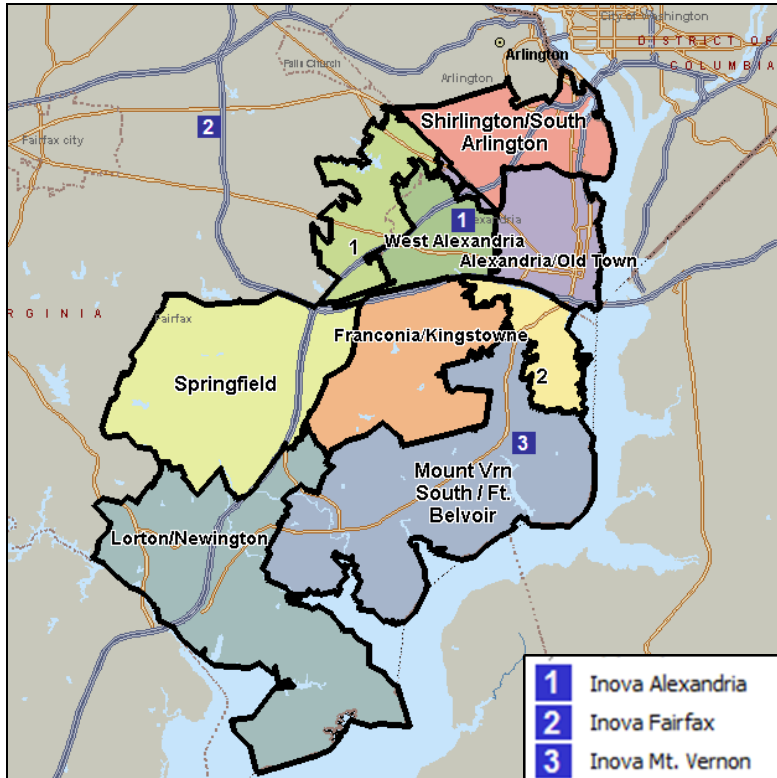 City of Washington
DISTRICT OF
COLUMBIA
Arlington
Arlington
Falls Church
Fairfax city
2
Shirlington/South
Arlington
1
Alexandria
1
West Alexandria
Alexandria/Old Town
RGINIA
Fairfax
Franconia/Kingstowne
Springfield
2
3
Mount Vrn
South / Ft.
Belvoir
Lorton/Newington
1 Inova Alexandria
2 Inova Fairfax
3 Inova Mt. Vernon